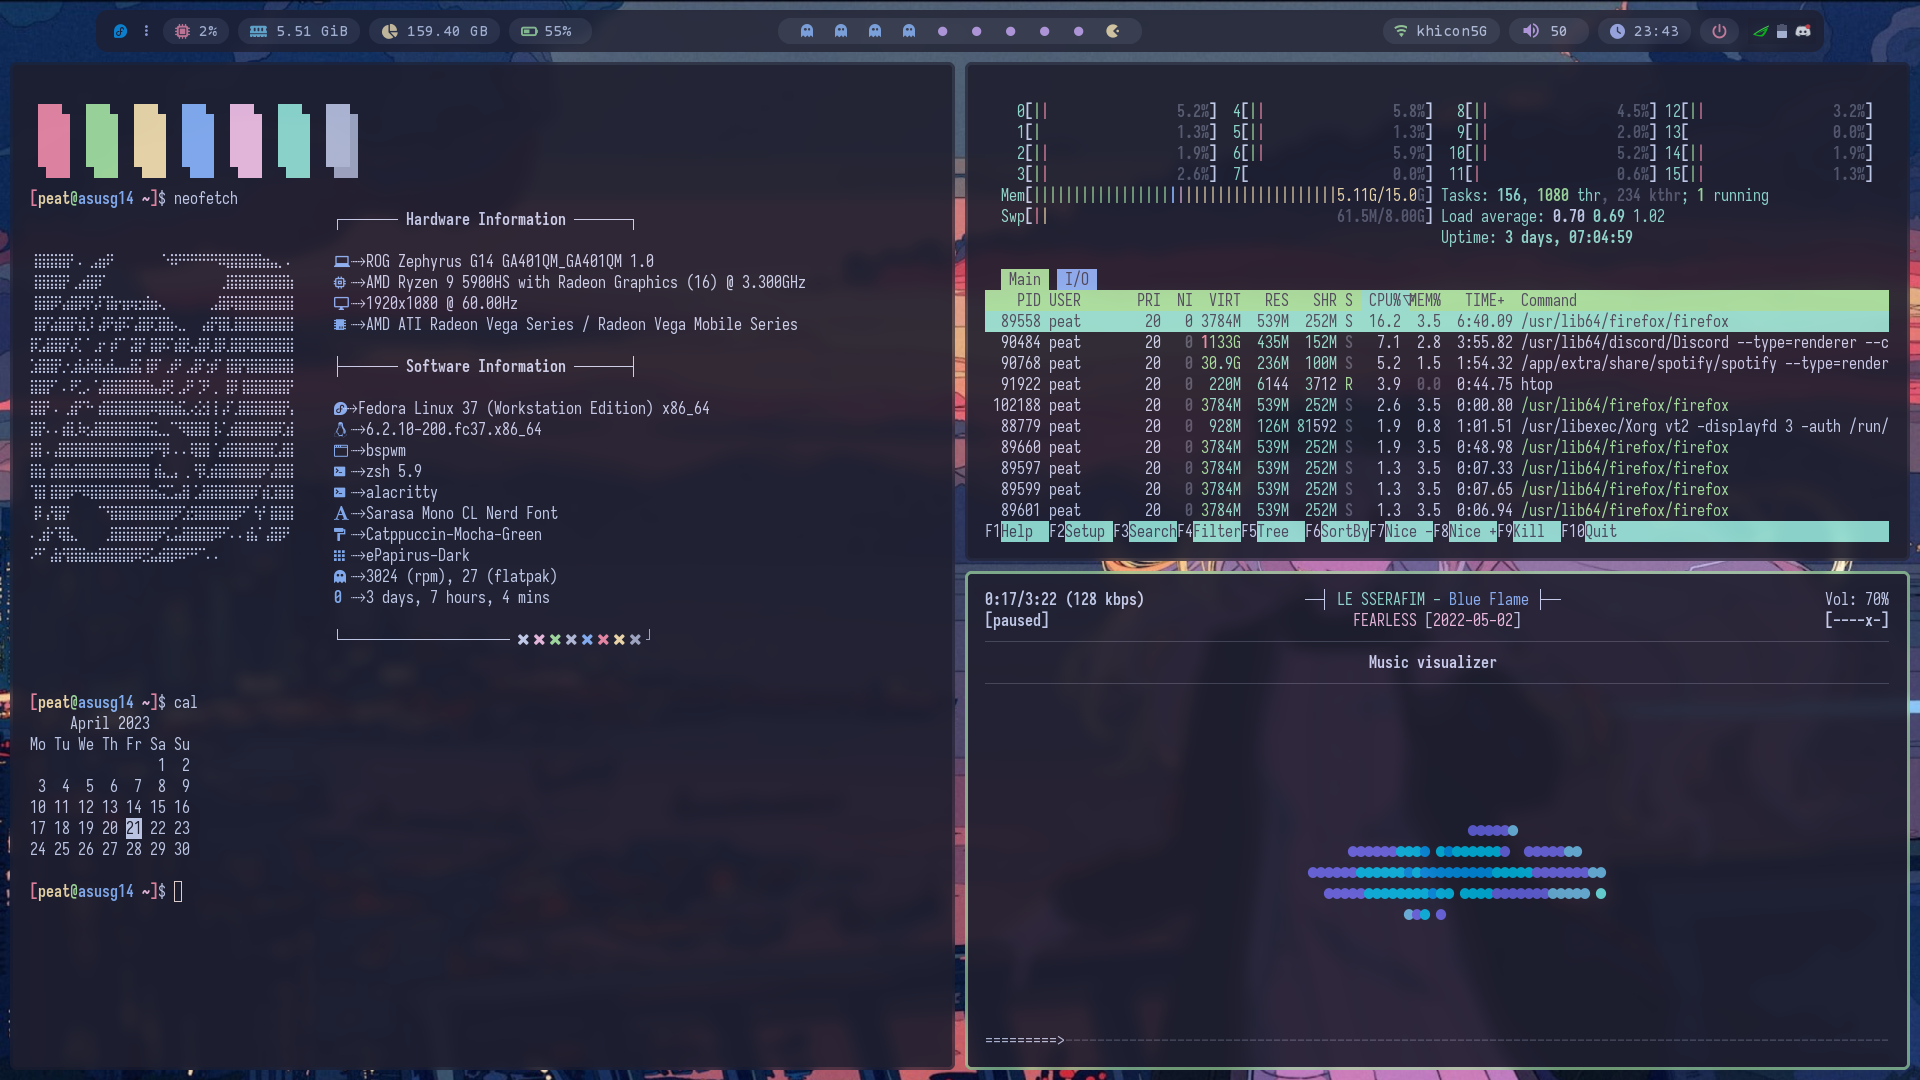 2%
5.51 GiB
159.40 GB
55%
khicon5G
50
23:43
[peat@asusg14 ~]$ neofetch
Hardware Information
ROG Zephyrus G14 GA401QM_GA401QM 1.0
AMD Ryzen 9 5900HS with Radeon Graphics (16) @ 3.300GHz
1920x1080 @ 60.00Hz
AMD ATI Radeon Vega Series / Radeon Vega Mobile Series
Software Information
Fedora Linux 37 (Workstation Edition) x86_64
6.2.10-200.fc37.x86_64
bspwm
zsh 5.9
alacritty
Sarasa Mono CL Nerd Font
Catppuccin-Mocha-Green
ePapirus-Dark
3024 (rpm), 27 (flatpak)
0 3 days, 7 hours, 4 mins
[peat@asusg14 ~]$ cal
April 2023
Mo Tu We Th Fr Sa Su
1 2
3 4 5 6 7 8 9
10 11 12 13 14 15 16
17 18 19 20 21 22 23
24 25 26 27 28 29 30
[peat@asusg14 ~]$
0[|| 5.2%] 4[|| 5.8%] 8[|| 4.5%] 12[|| 3.2%]
1[| 1.3%] 5[|| 1.3%] 9[|| 2.0%] 13[ 0.0%]
2[|| 1.9%] 6[|| 5.9%] 10[|| 5.2%] 14[|| 1.9%]
3[|| 2.6%] 7[ 0.0%] 11[| 0.6%] 15[|| 1.3%]
Mem[||||||||||||||||||||||||||||||||||||||5.11G/15.0G] Tasks: 156, 1080 thr, 234 kthr; 1 running
Swp[|| 61.5M/8.00G] Load average: 0.70 0.69 1.02
Uptime: 3 days, 07:04:59
Main I/O
PID USER PRI NI VIRT RES SHR S CPU%▽MEM% TIME+ Command
89558 peat 20 0 3784M 539M 252M S 16.2 3.5 6:40.09 /usr/lib64/firefox/firefox
90484 peat 20 0 1133G 435M 152M S 7.1 2.8 3:55.82 /usr/lib64/discord/Discord --type=renderer --c
90768 peat 20 0 30.9G 236M 100M S 5.2 1.5 1:54.32 /app/extra/share/spotify/spotify --type=render
91922 peat 20 0 220M 6144 3712 R 3.9 0.0 0:44.75 htop
102188 peat 20 0 3784M 539M 252M S 2.6 3.5 0:00.80 /usr/lib64/firefox/firefox
88779 peat 20 0 928M 126M 81592 S 1.9 0.8 1:01.51 /usr/libexec/Xorg vt2 -displayfd 3 -auth /run/
89660 peat 20 0 3784M 539M 252M S 1.9 3.5 0:48.98 /usr/lib64/firefox/firefox
89597 peat 20 0 3784M 539M 252M S 1.3 3.5 0:07.33 /usr/lib64/firefox/firefox
89599 peat 20 0 3784M 539M 252M S 1.3 3.5 0:07.65 /usr/lib64/firefox/firefox
89601 peat 20 0 3784M 539M 252M S 1.3 3.5 0:06.94 /usr/lib64/firefox/firefox
F1Help F2Setup F3SearchF4FilterF5Tree F6SortByF7Nice -F8Nice +F9Kill F10Quit
0:17/3:22 (128 kbps) LE SSERAFIM - Blue Flame Vol: 70%
[paused] FEARLESS [2022-05-02] [----x-]
Music visualizer
=========>